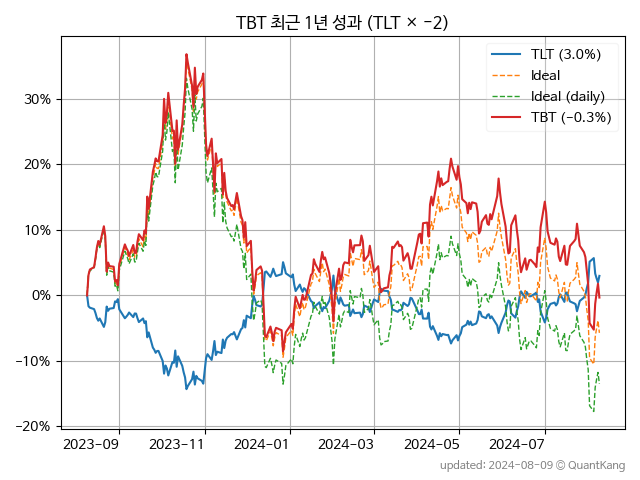 TBT 최근 1년 성과 (TLT × −2)
TLT (3.0%)
Ideal
Ideal (daily)
TBT (−0.3%)
30%
20%
10%
0%
−10%
−20%
2023-09
2023-11
2024-01
2024-03
2024-05
2024-07
updated: 2024-08-09 © QuantKang